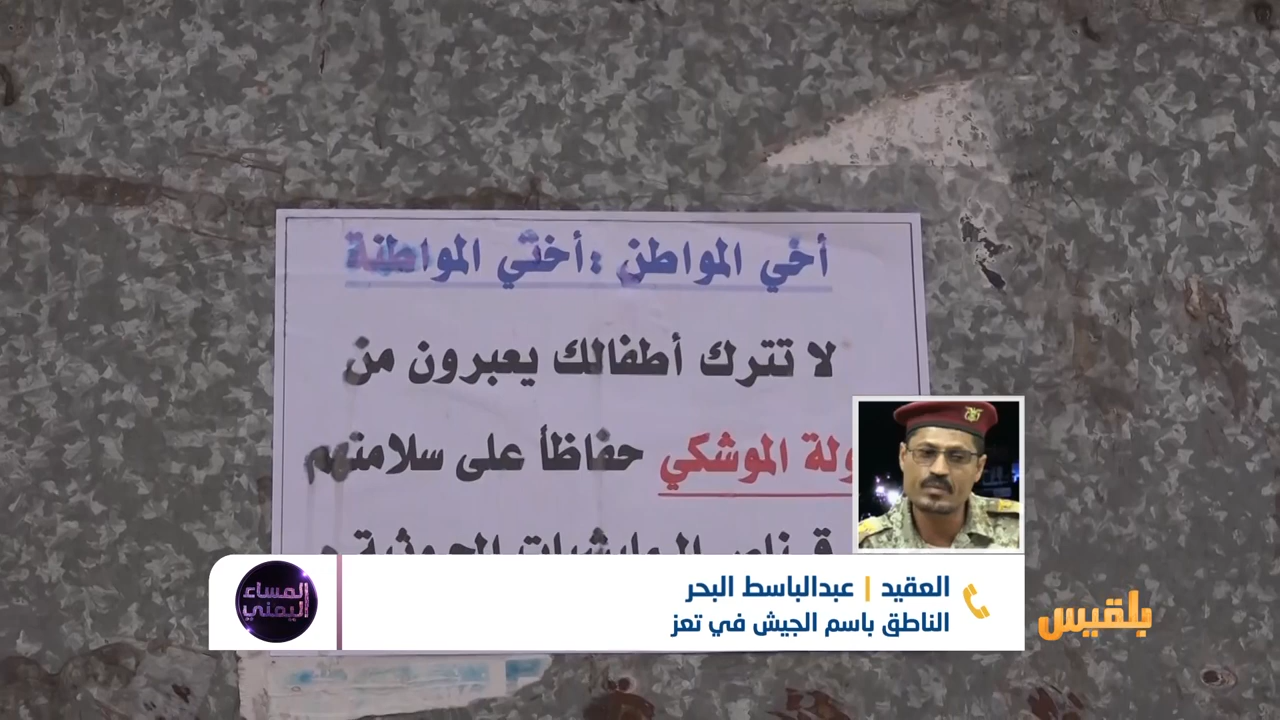 أخي المواطن :أختي المواطنة
لا تترك أطفالك يعبرون من
الموشكي حفاظاً على سلامتهم
العقيد | عبدالباسط البحر
الناطق باسم الجيش في تعز
المساء
اليمني
بلقيس